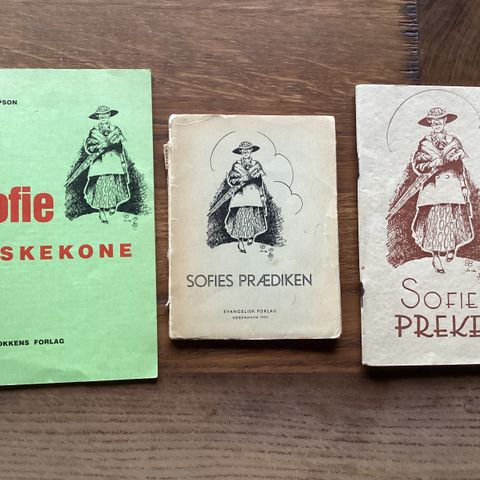 PSON
ofie
SKEKONE
OKKENS FORLAG
SOFIES PRÆDIKEN
EVANGELISK FORLAG
SOFIE
PREKE